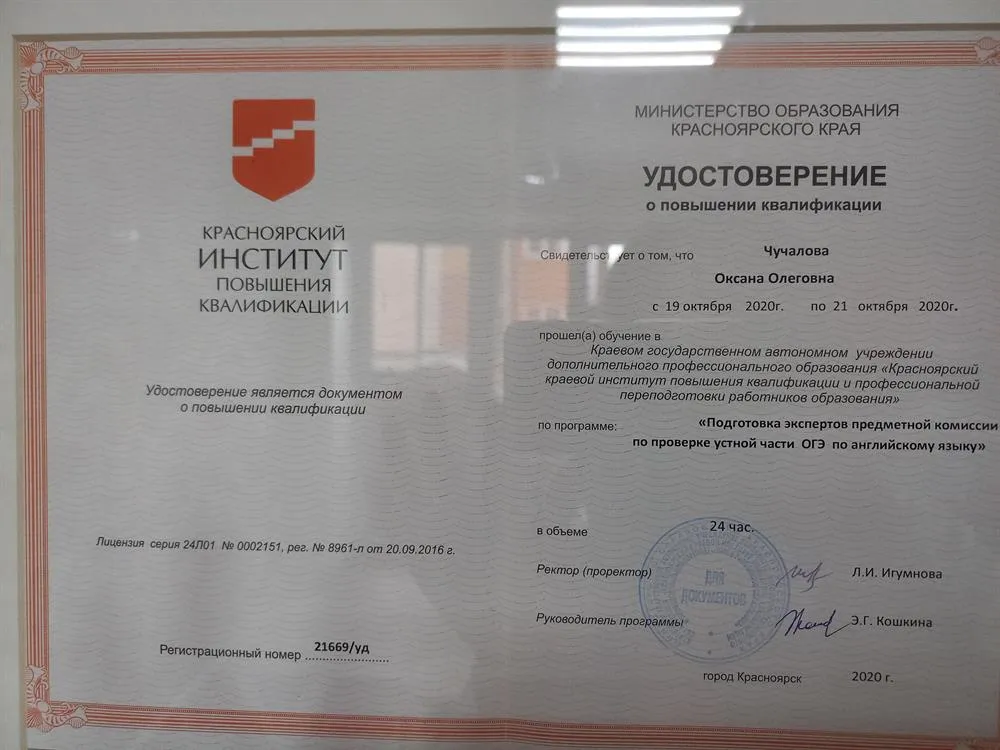 КРАСНОЯРСКИЙ
ИНСТИТУТ
ПОВЫШЕНИЯ
КВАЛИФИКАЦИИ
Удостоверение является документом
о повышении квалификации
Лицензия серия 24Л01 № 0002151, рег. № 8961-л от 20.09.2016 г.
Регистрационный номер 21669/уд
МИНИСТЕРСТВО ОБРАЗОВАНИЯ
КРАСНОЯРСКОГО КРАЯ
УДОСТОВЕРЕНИЕ
о повышении квалификации
Свидетельствует о том, что Чучалова
Оксана Олеговна
с 19 октября 2020г. по 21 октября 2020г.
прошел(а) обучение в
Краевом государственном автономном учреждении
дополнительного профессионального образования «Красноярский
краевой институт повышения квалификации и профессиональной
переподготовки работников образования»
по программе: «Подготовка экспертов предметной комиссии
по проверке устной части ОГЭ по английскому языку»
в объеме 24 час.
Ректор (проректор) Л.И. Игумнова
Руководитель программы Э.Г. Кошкина
ДЛЯ
ДОКУМЕНТОВ
город Красноярск 2020 г.